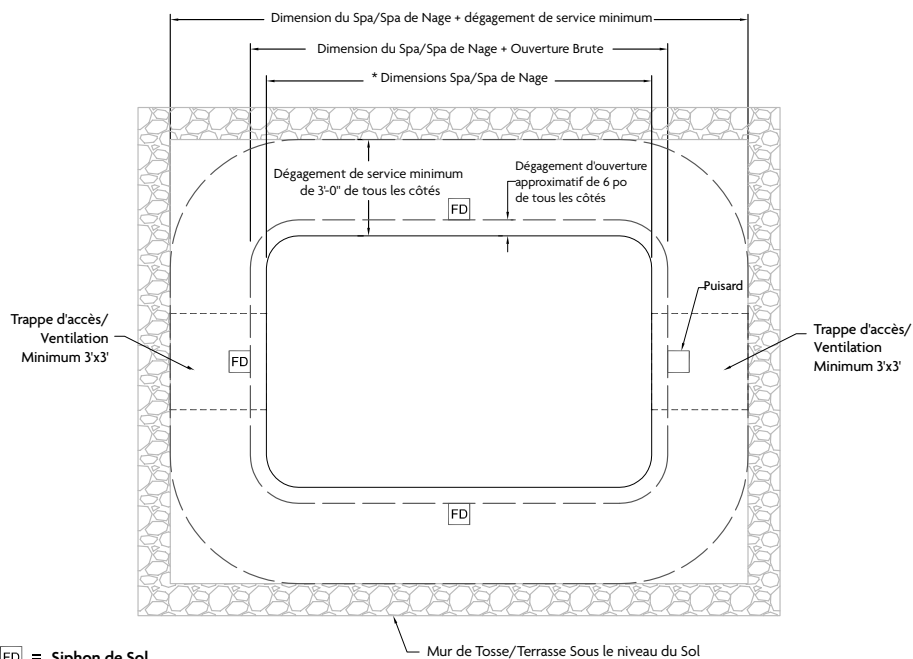 Dimension du Spa/Spa de Nage + dégagement de service minimum
Dimension du Spa/Spa de Nage + Ouverture Brute
* Dimensions Spa/Spa de Nage
Dégagement de service minimum
de 3'-0" de tous les côtés
Dégagement d'ouverture
approximatif de 6 po
de tous les côtés
FD
Puisard
Trappe d'accès/
Ventilation
Minimum 3'x3'
FD
Trappe d'accès/
Ventilation
Minimum 3'x3'
FD
Mur de Tosse/Terrasse Sous le niveau du Sol
FD = Siphon de Sol